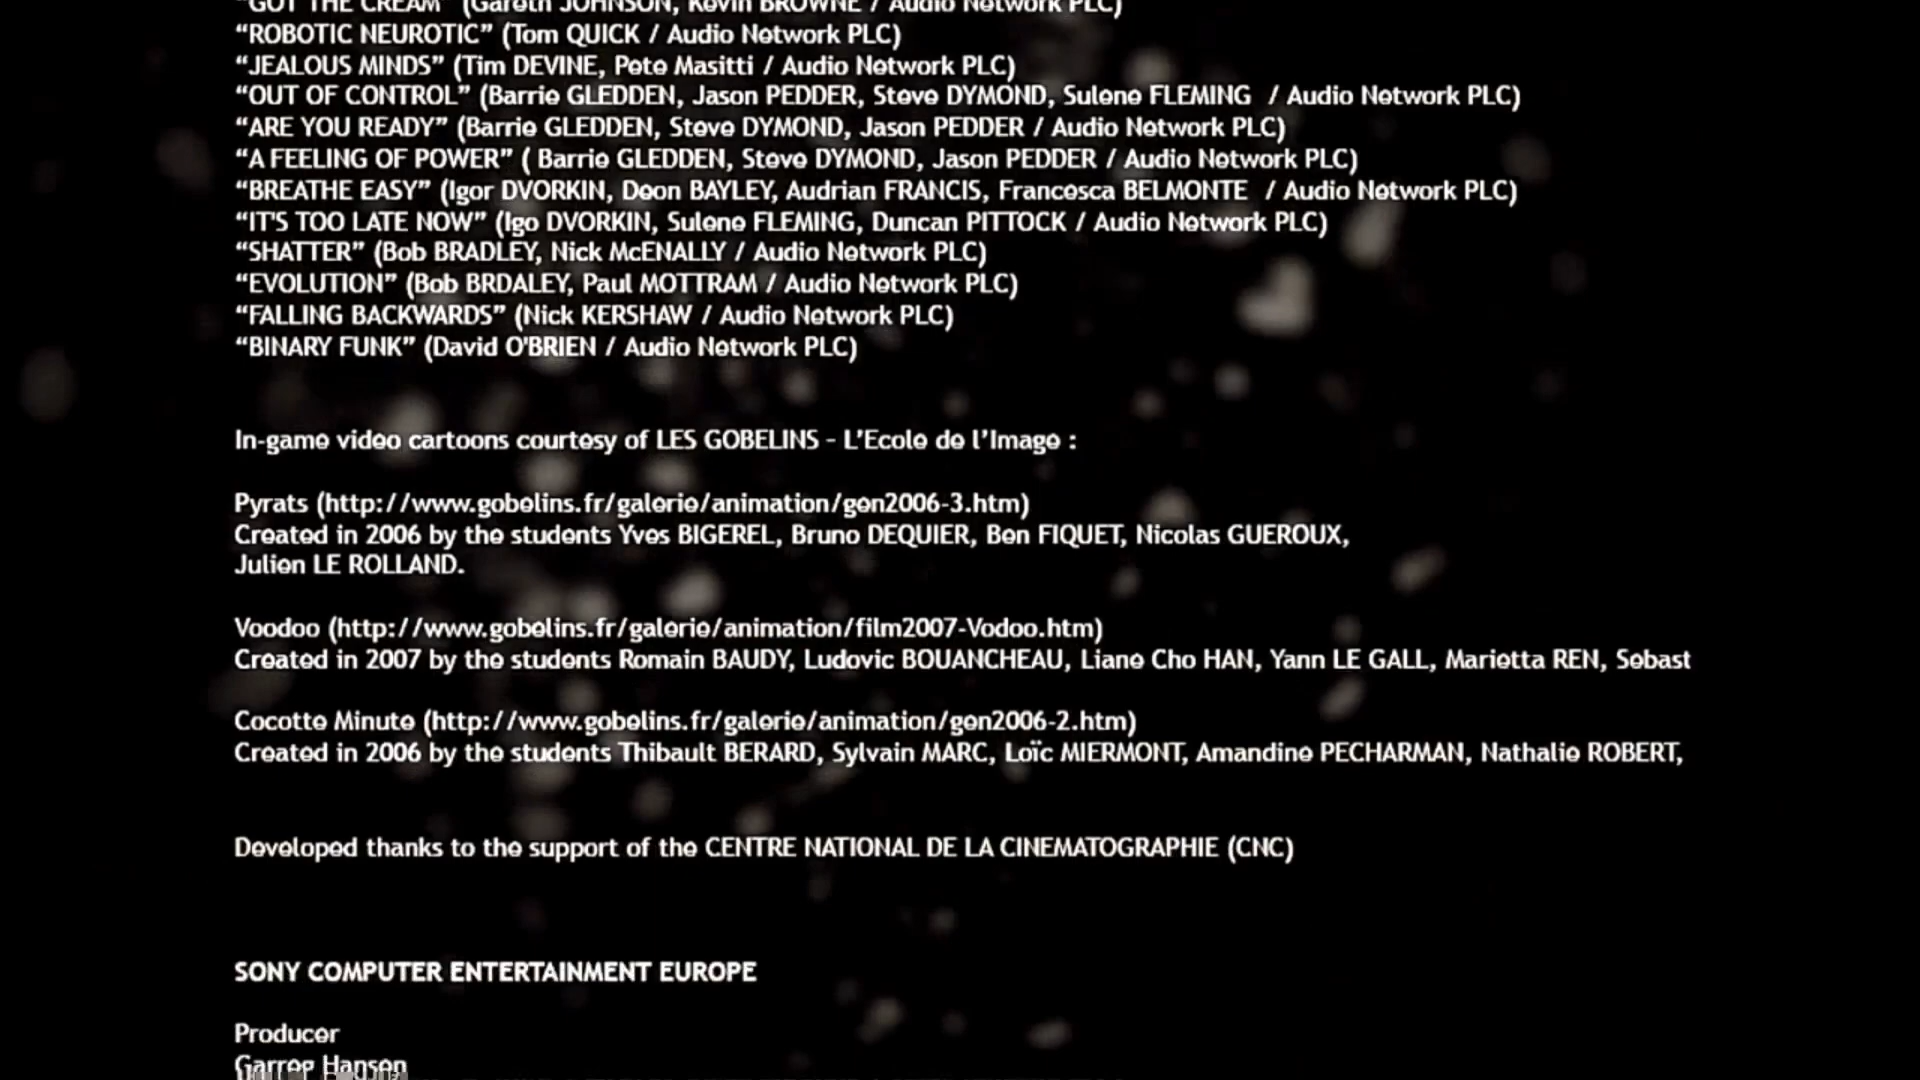 “GOT THE CREAM” (Gareth JOHNSON, Kevin BROWNE / Audio Network PLC)
“ROBOTIC NEUROTIC” (Tom QUICK / Audio Network PLC)
“JEALOUS MINDS” (Tim DEVINE, Pete Masitti / Audio Network PLC)
“OUT OF CONTROL” (Barrie GLEDDEN, Jason PEDDER, Steve DYMOND, Sulene FLEMING  / Audio Network PLC)
“ARE YOU READY” (Barrie GLEDDEN, Steve DYMOND, Jason PEDDER / Audio Network PLC)
“A FEELING OF POWER” ( Barrie GLEDDEN, Steve DYMOND, Jason PEDDER / Audio Network PLC)
“BREATHE EASY” (Igor DVORKIN, Deon BAYLEY, Audrian FRANCIS, Francesca BELMONTE  / Audio Network PLC)
“IT'S TOO LATE NOW” (Igo DVORKIN, Sulene FLEMING, Duncan PITTOCK / Audio Network PLC)
“SHATTER” (Bob BRADLEY, Nick McENALLY / Audio Network PLC)
“EVOLUTION” (Bob BRDALEY, Paul MOTTRAM / Audio Network PLC)
“FALLING BACKWARDS” (Nick KERSHAW / Audio Network PLC)
“BINARY FUNK” (David O'BRIEN / Audio Network PLC)
In-game video cartoons courtesy of LES GOBELINS - L’Ecole de l’Image :
Pyrats (http://www.gobelins.fr/galerie/animation/gen2006-3.htm)
Created in 2006 by the students Yves BIGEREL, Bruno DEQUIER, Ben FIQUET, Nicolas GUEROUX,
Julien LE ROLLAND.
Voodoo (http://www.gobelins.fr/galerie/animation/film2007-Vodoo.htm)
Created in 2007 by the students Romain BAUDY, Ludovic BOUANCHEAU, Liane Cho HAN, Yann LE GALL, Marietta REN, Sebast
Cocotte Minute (http://www.gobelins.fr/galerie/animation/gen2006-2.htm)
Created in 2006 by the students Thibault BERARD, Sylvain MARC, Loïc MIERMONT, Amandine PECHARMAN, Nathalie ROBERT,
Developed thanks to the support of the CENTRE NATIONAL DE LA CINEMATOGRAPHIE (CNC)
SONY COMPUTER ENTERTAINMENT EUROPE
Producer
Garree Hansen